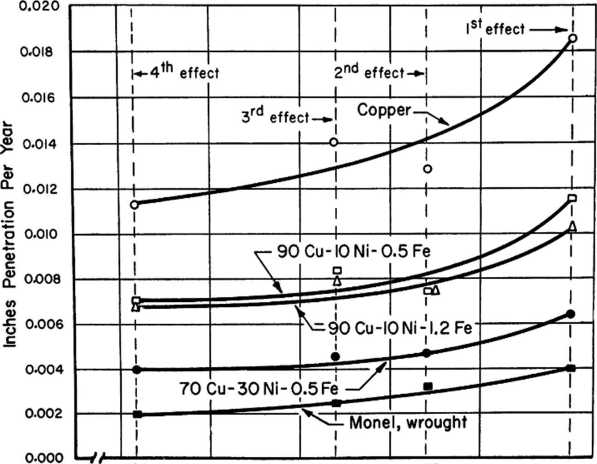 0.020
0.018
0.016
0.014
0.012
0.010
0.008
0.006
0.004
0.002
0.000
Inches Penetration Per Year
1st effect
4th effect
2nd effect
3rd effect
Copper
90 Cu-10 Ni-0.5 Fe
90 Cu-10 Ni-1.2 Fe
70 Cu-30 Ni-0.5 Fe
Monel, wrought